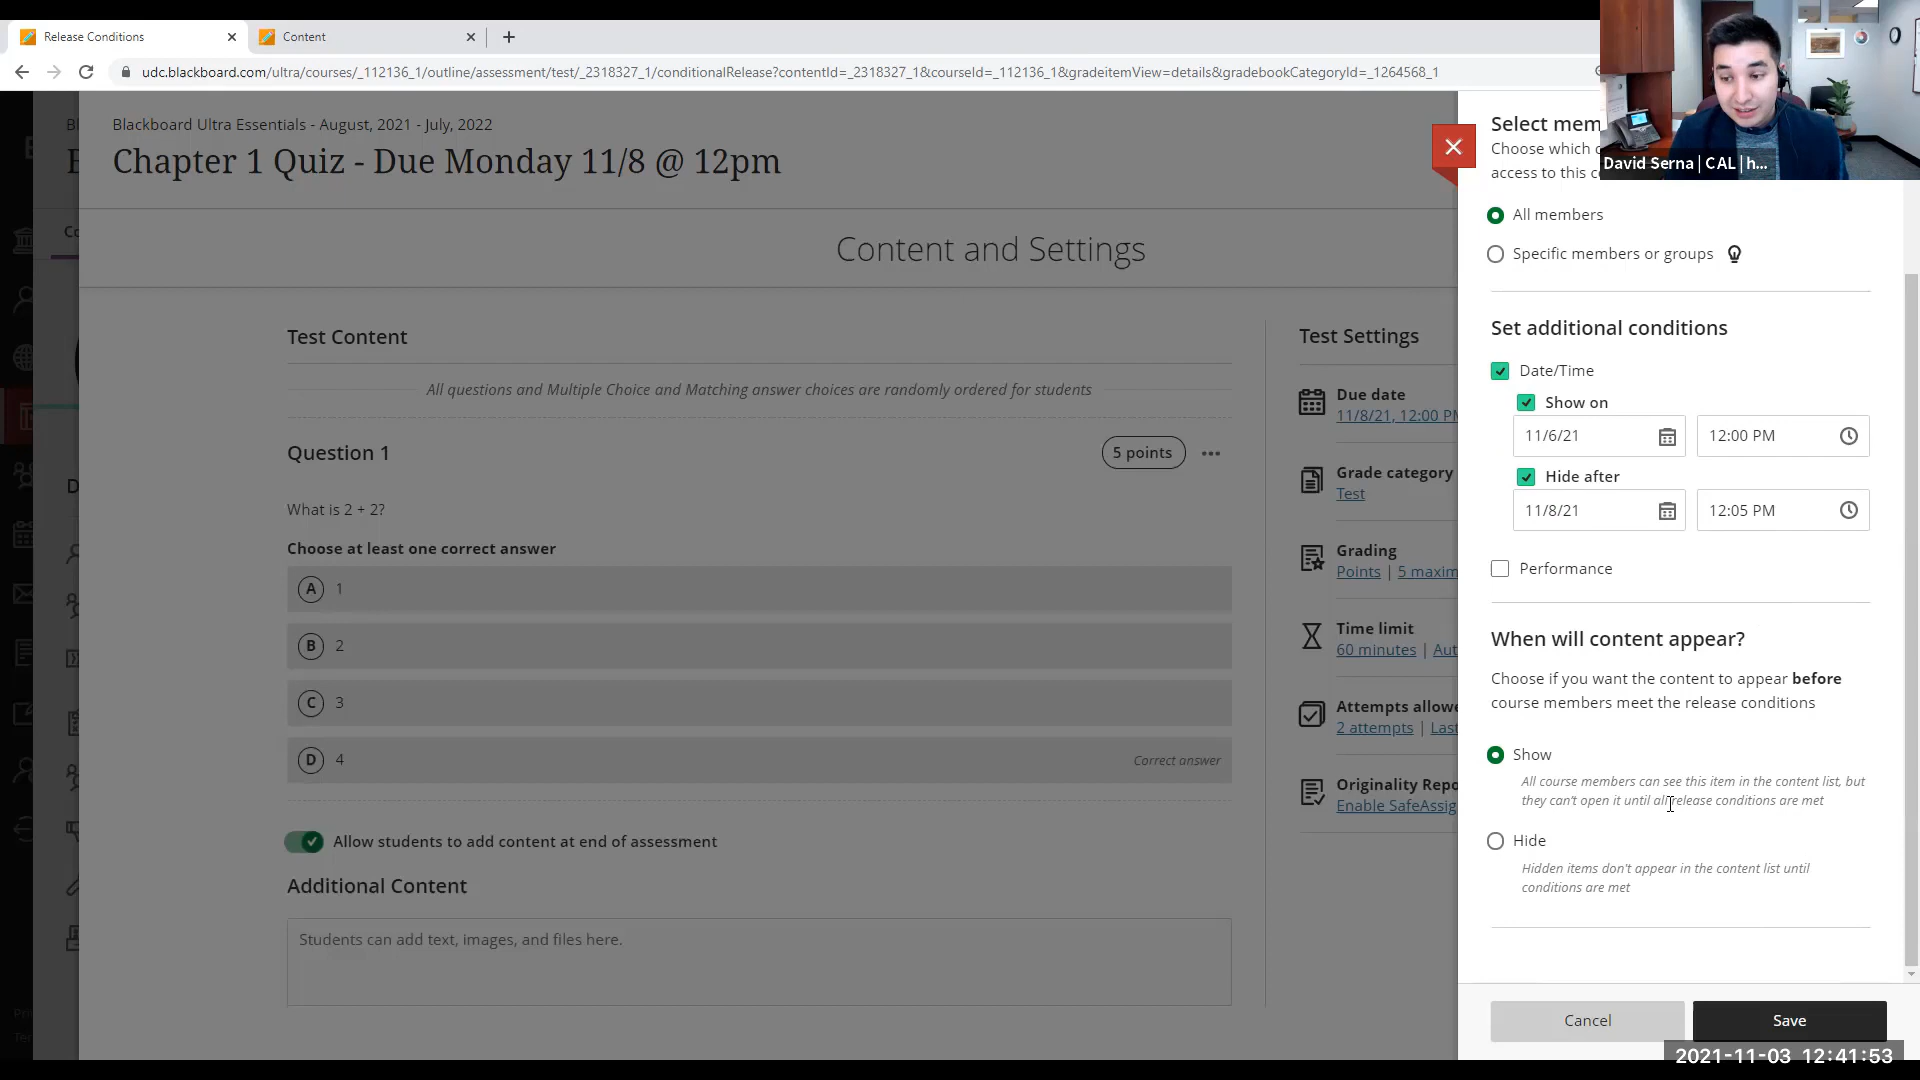 Release Conditions
Content
udc.blackboard.com/ultra/courses/_112136_1/outline/assessment/test/_2318327_1/conditionalRelease?contentId=_2318327_1&courseId=_112136_1&gradeitemView=details&gradebookCategoryId=_1264568_1
Blackboard Ultra Essentials - August, 2021 - July, 2022
Chapter 1 Quiz - Due Monday 11/8 @ 12pm
Content and Settings
Test Content
All questions and Multiple Choice and Matching answer choices are randomly ordered for students
Question 1
5 points
What is 2 + 2?
Choose at least one correct answer
A 1
B 2
C 3
D 4
Correct answer
Allow students to add content at end of assessment
Additional Content
Students can add text, images, and files here.
Test Settings
Due date
11/8/21, 12:00 PM
Grade category
Test
Grading
Points | 5 maxim
Time limit
60 minutes | Aut
Attempts allowe
2 attempts | Last
Originality Repo
Enable SafeAssig
Select mem
Choose which c
access to this co
David Serna | CAL | h...
All members
Specific members or groups
Set additional conditions
Date/Time
Show on
11/6/21
12:00 PM
Hide after
11/8/21
12:05 PM
Performance
When will content appear?
Choose if you want the content to appear before
course members meet the release conditions
Show
All course members can see this item in the content list, but
they can't open it until all release conditions are met
Hide
Hidden items don't appear in the content list until
conditions are met
Cancel
Save
2021-11-03 12:41:53